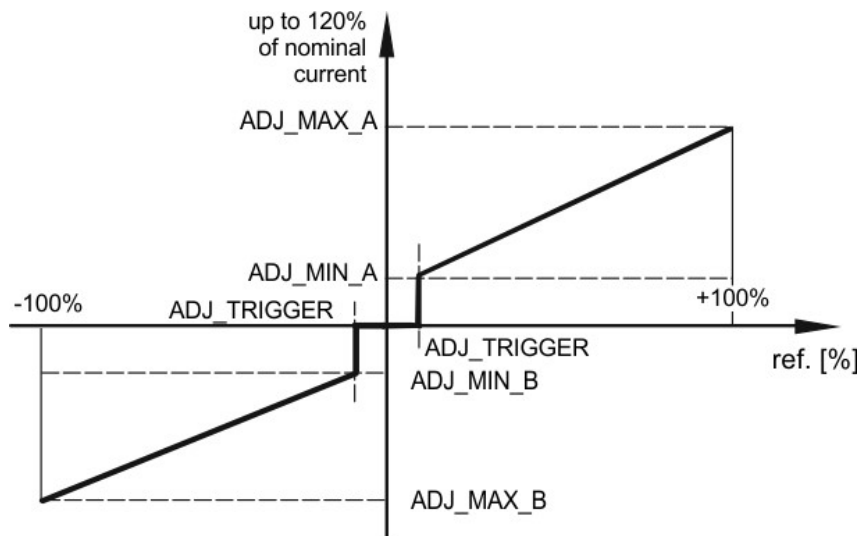 up to 120%
of nominal
current
ADJ_MAX_A
ADJ_MIN_A
-100%
+100%
ADJ_TRIGGER
ADJ_TRIGGER
ref. [%]
ADJ_MIN_B
ADJ_MAX_B